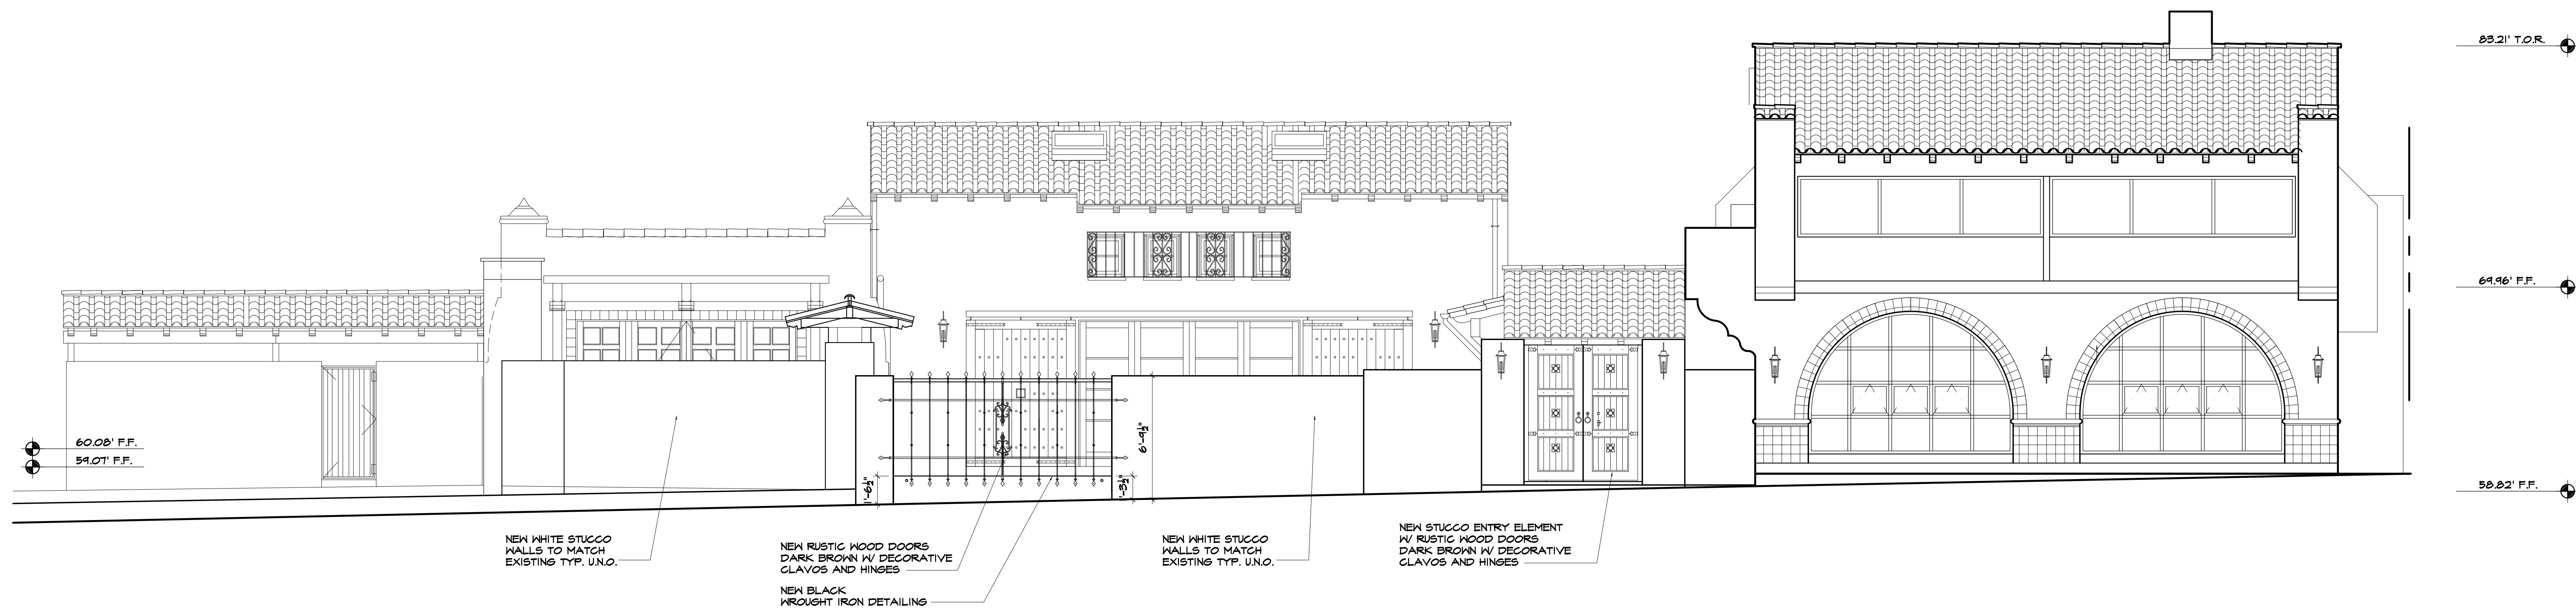 83.21' T.O.R.
69.96' F.F.
60.08' F.F.
59.07' F.F.
6'-9½"
1'-6½"
1'-3½"
58.82' F.F.
NEW WHITE STUCCO
WALLS TO MATCH
EXISTING TYP. U.N.O.
NEW RUSTIC WOOD DOORS
DARK BROWN W/ DECORATIVE
CLAVOS AND HINGES
NEW BLACK
WROUGHT IRON DETAILING
NEW WHITE STUCCO
WALLS TO MATCH
EXISTING TYP. U.N.O.
NEW STUCCO ENTRY ELEMENT
W/ RUSTIC WOOD DOORS
DARK BROWN W/ DECORATIVE
CLAVOS AND HINGES